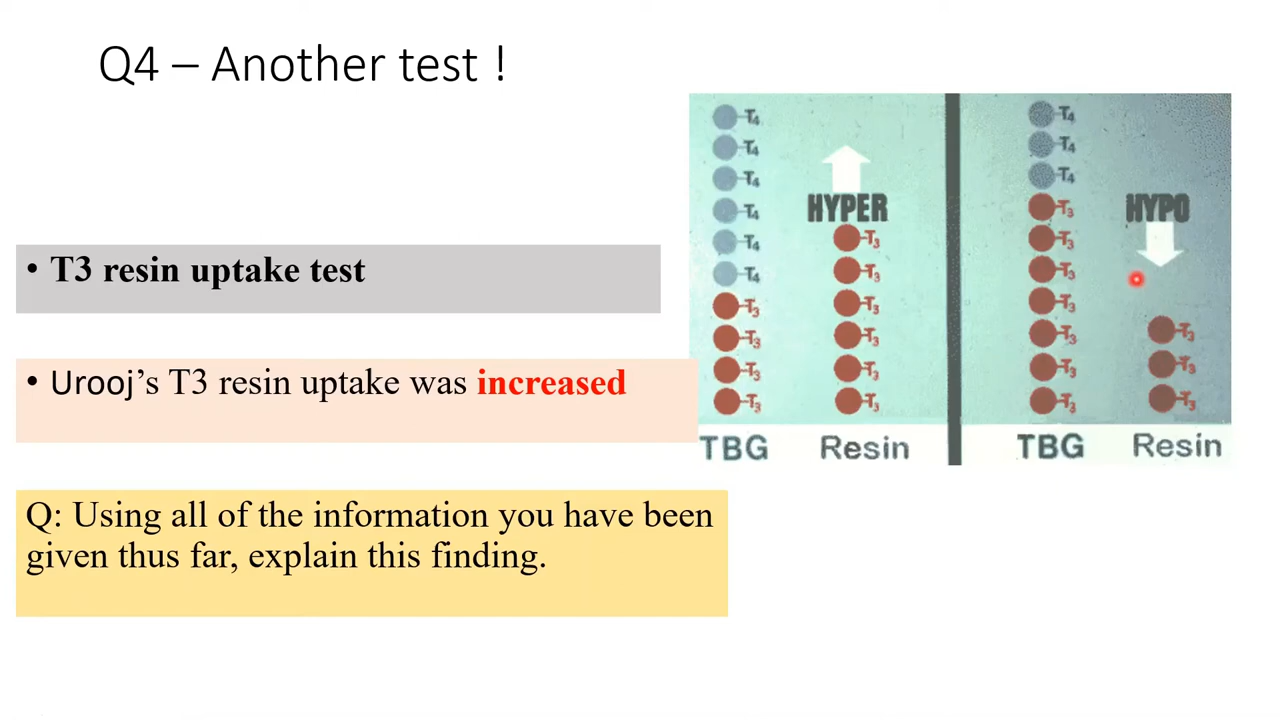 Q4 – Another test !
• T3 resin uptake test
• Urooj’s T3 resin uptake was increased
Q: Using all of the information you have been
given thus far, explain this finding.
T4
T4
T4
T4
T4
T4
T3
T3
T3
T3
HYPER
T3
T3
T3
T3
T3
T3
TBG
Resin
T4
T4
T4
T3
T3
T3
T3
T3
T3
T3
HYPO
T3
T3
T3
TBG
Resin